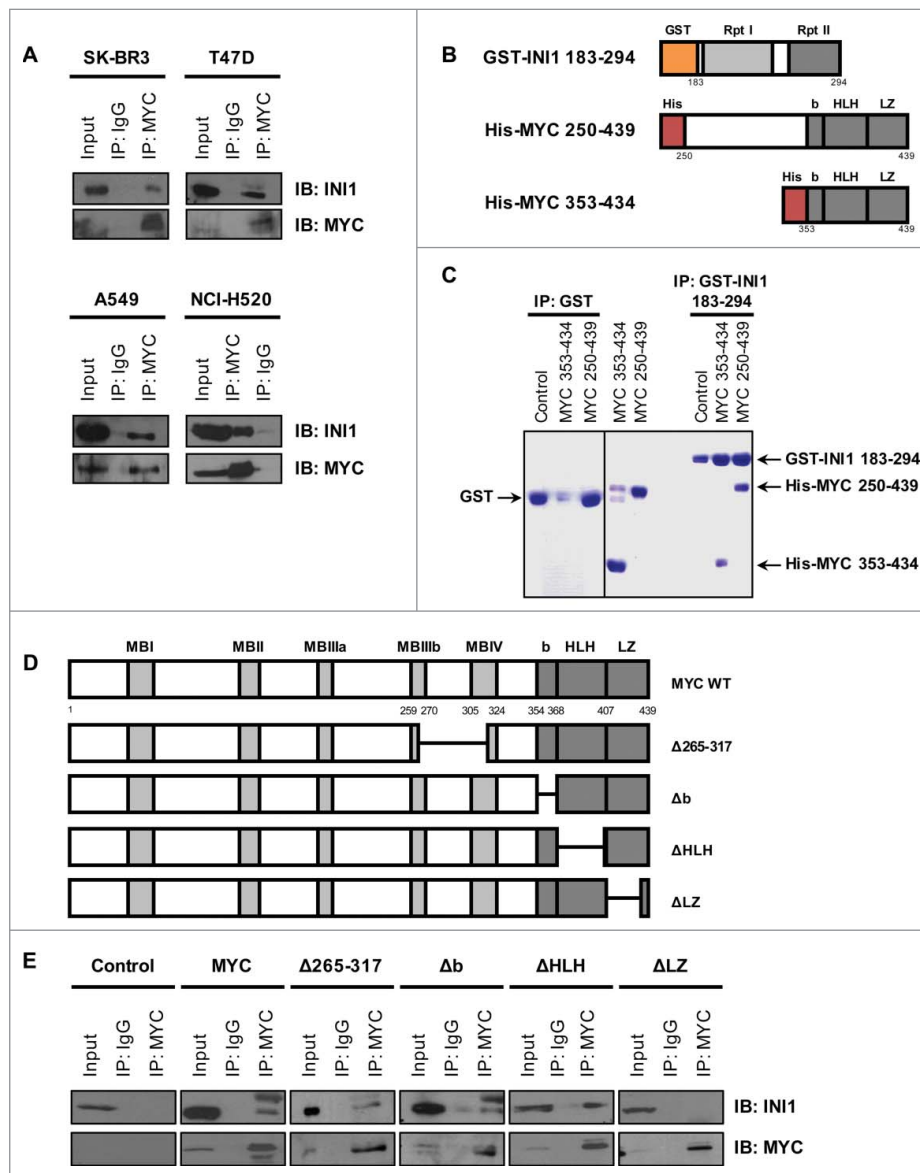 A
SK-BR3
T47D
Input
IP: IgG
IP: MYC
Input
IP: IgG
IP: MYC
IB: INI1
IB: MYC
A549
NCI-H520
Input
IP: IgG
IP: MYC
Input
IP: MYC
IP: IgG
IB: INI1
IB: MYC
B
GST
Rpt I
Rpt II
GST-INI1 183-294
183
294
His
b
HLH
LZ
His-MYC 250-439
250
439
His
b
HLH
LZ
His-MYC 353-434
353
439
C
IP: GST
IP: GST-INI1
183-294
Control
MYC 353-434
MYC 250-439
MYC 353-434
MYC 250-439
Control
MYC 353-434
MYC 250-439
GST
GST-INI1 183-294
His-MYC 250-439
His-MYC 353-434
D
MBI
MBII
MBIIIa
MBIIIb
MBIV
b
HLH
LZ
MYC WT
1
259
270
305
324
354
368
407
439
Δ265-317
Δb
ΔHLH
ΔLZ
E
Control
MYC
Δ265-317
Δb
ΔHLH
ΔLZ
Input
IP: IgG
IP: MYC
Input
IP: IgG
IP: MYC
Input
IP: IgG
IP: MYC
Input
IP: IgG
IP: MYC
Input
IP: IgG
IP: MYC
Input
IP: IgG
IP: MYC
IB: INI1
IB: MYC